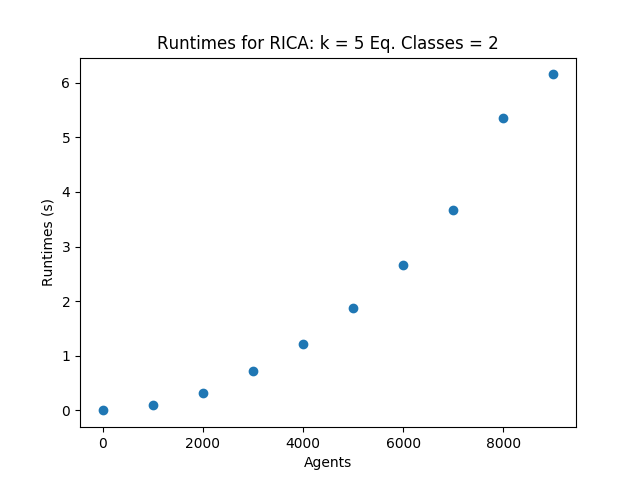 Runtimes for RICA: k = 5 Eq. Classes = 2
6
5
4
3
2
1
0
Runtimes (s)
0 2000 4000 6000 8000
Agents